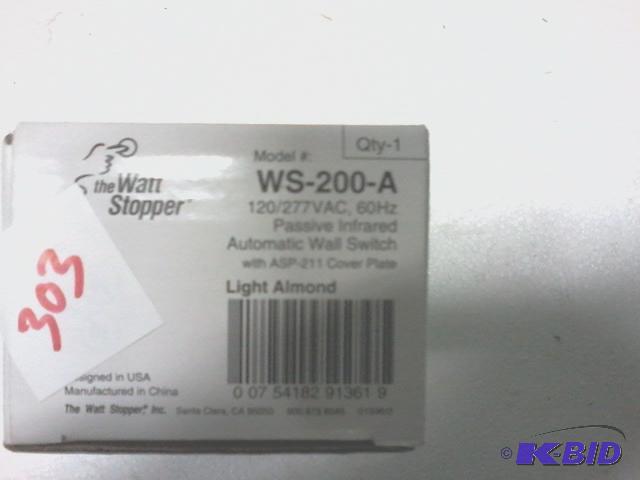 Qty-1
Model #:
the Watt
Stopper
WS-200-A
120/277VAC, 60Hz
Passive Infrared
Automatic Wall Switch
with ASP-211 Cover Plate
Light Almond
303
0 07 54182 91361 9
signed in USA
Manufactured in China
The Watt Stopper, Inc. Santa Clara, CA 95050
© K-BID